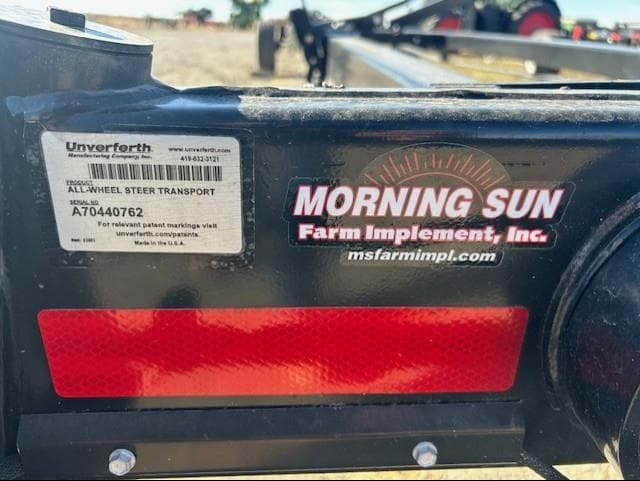 Unverferth
www.unverferth.com
Manufacturing Company, Inc.
419-532-3121
PRODUCT
ALL-WHEEL STEER TRANSPORT
SERIAL NO
A70440762
For relevant patent markings visit
unverferth.com/patents.
Made in the U.S.A.
MORNING SUN
Farm Implement, Inc.
msfarmimpl.com